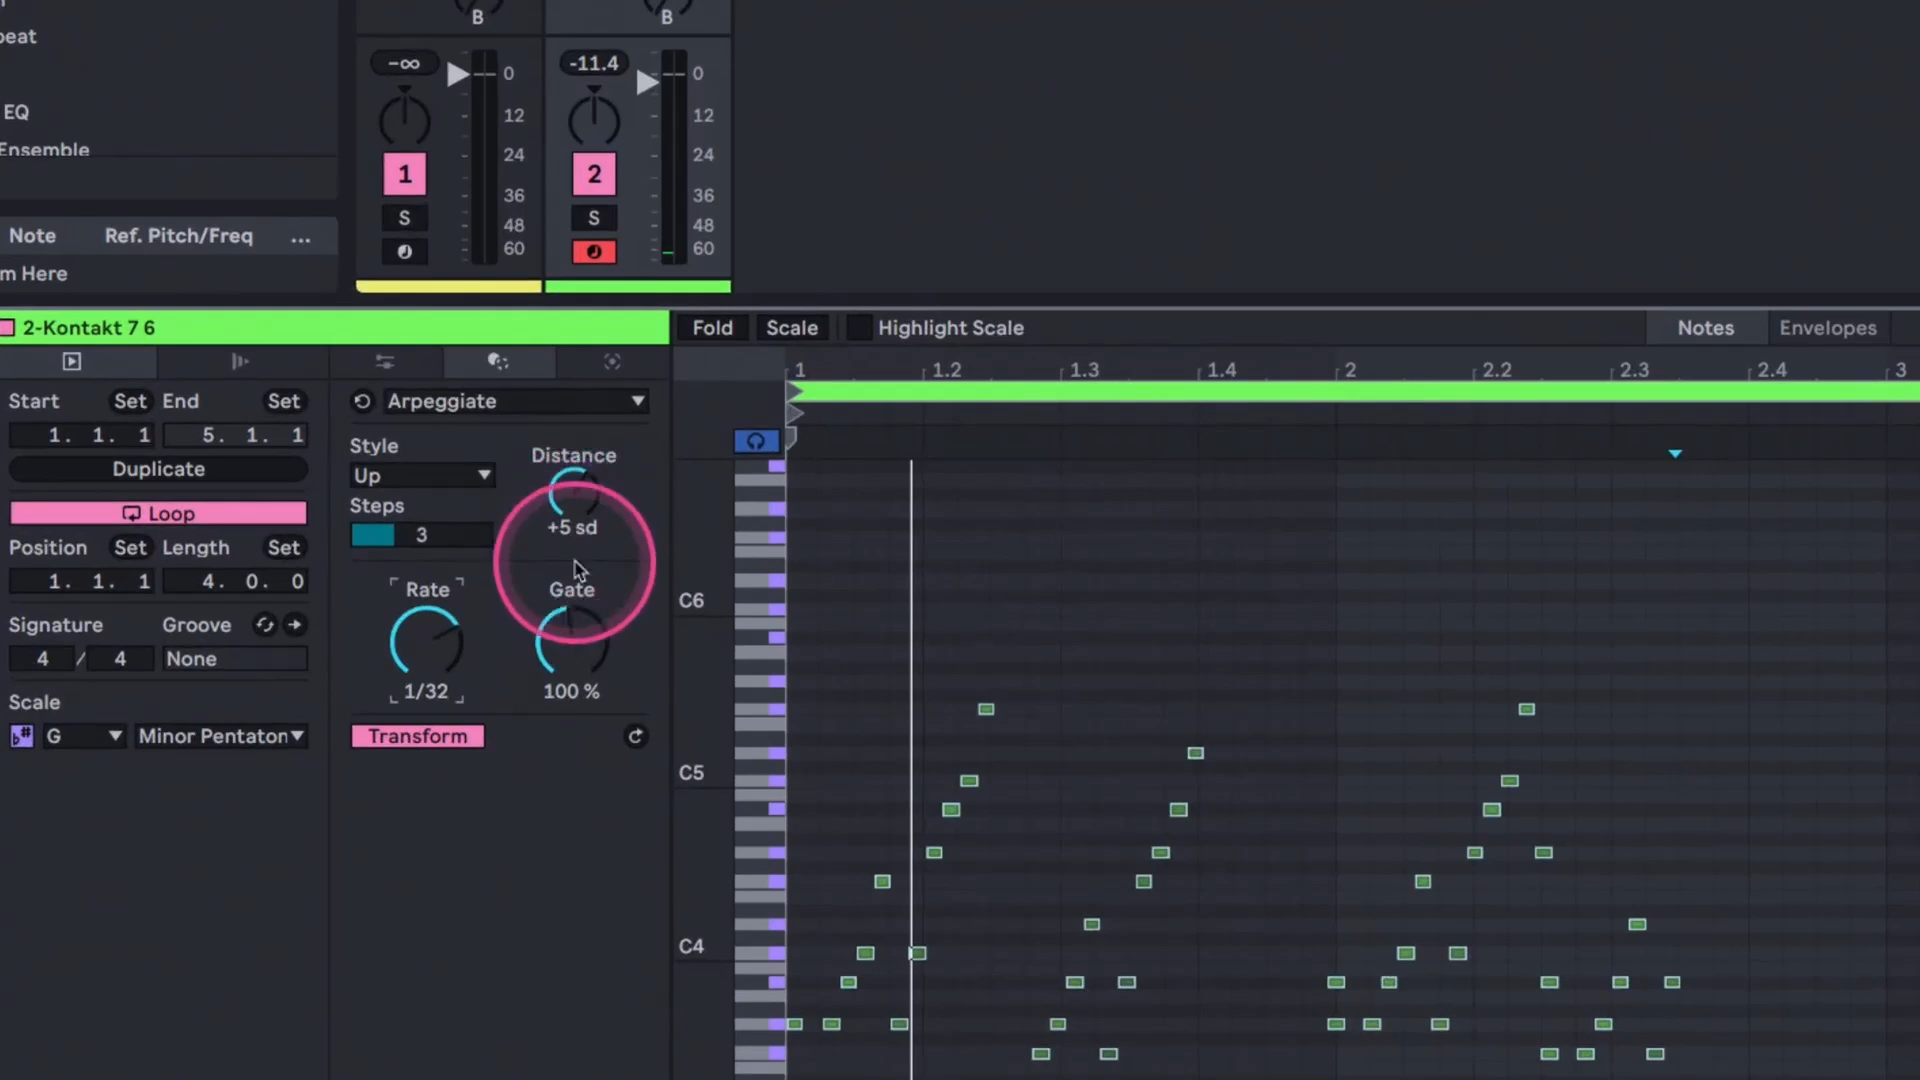 B
B
peat
-∞
0
-11.4
0
EQ
12
12
Ensemble
24
24
1
2
36
36
S
48
S
48
60
60
Note
Ref. Pitch/Freq
...
m Here
2-Kontakt 7 6
Fold
Scale
Highlight Scale
Notes
Envelopes
1
1.2
1.3
1.4
2
2.2
2.3
2.4
3
Start
Set
End
Set
Arpeggiate
1. 1. 1
5. 1. 1
Style
Distance
Duplicate
Up
Steps
+5 sd
Loop
3
Position
Set
Length
Set
1. 1. 1
4. 0. 0
Rate
Gate
C6
Signature
Groove
4 / 4
None
1/32
100 %
Scale
b#
G
Minor Pentaton
Transform
C5
C4